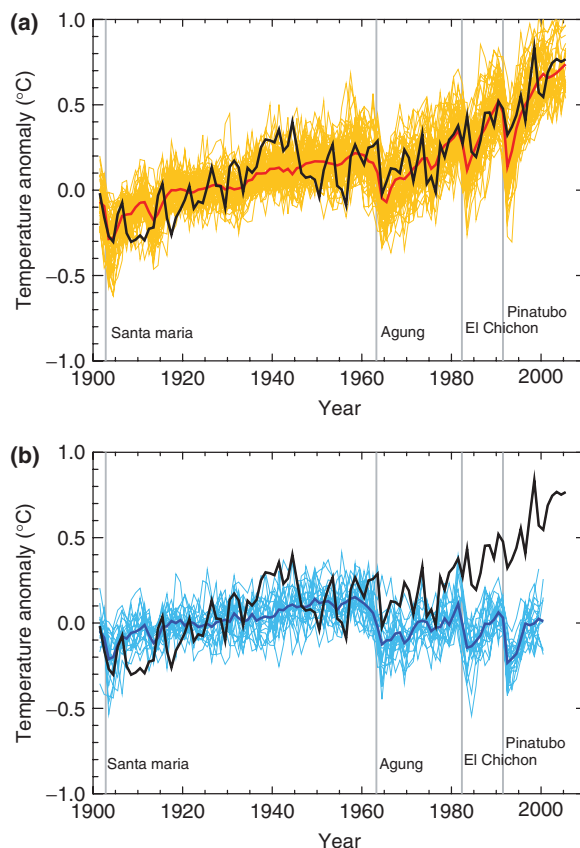 (a)
1.0
0.5
0.0
−0.5
−1.0
Temperature anomaly (°C)
Santa maria
Agung
El Chichon
Pinatubo
1900 1920 1940 1960 1980 2000
Year
(b)
1.0
0.5
0.0
−0.5
−1.0
Temperature anomaly (°C)
Santa maria
Agung
El Chichon
Pinatubo
1900 1920 1940 1960 1980 2000
Year